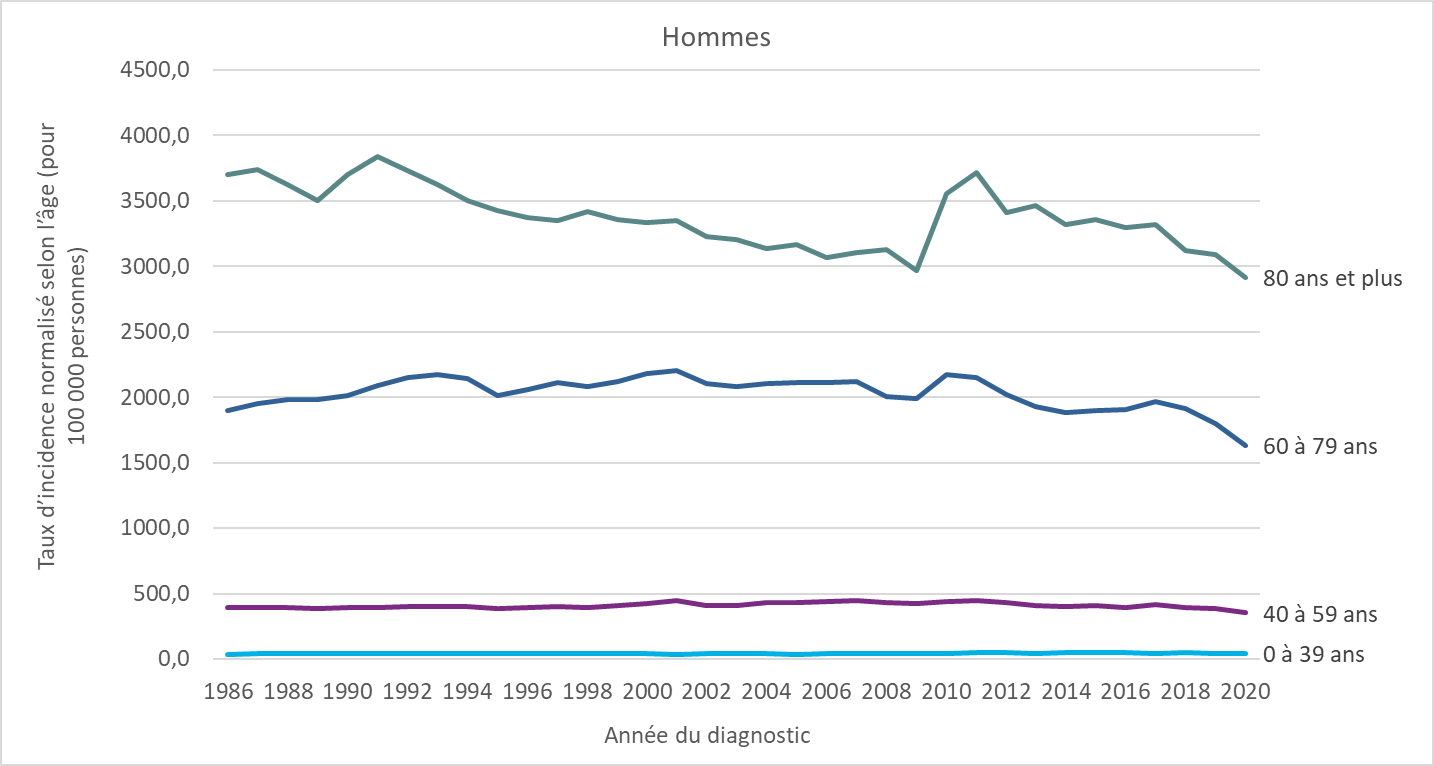 Hommes
Taux d’incidence normalisé selon l’âge (pour
100 000 personnes)
4500,0
4000,0
3500,0
3000,0
2500,0
2000,0
1500,0
1000,0
500,0
0,0
80 ans et plus
60 à 79 ans
40 à 59 ans
0 à 39 ans
1986 1988 1990 1992 1994 1996 1998 2000 2002 2004 2006 2008 2010 2012 2014 2016 2018 2020
Année du diagnostic